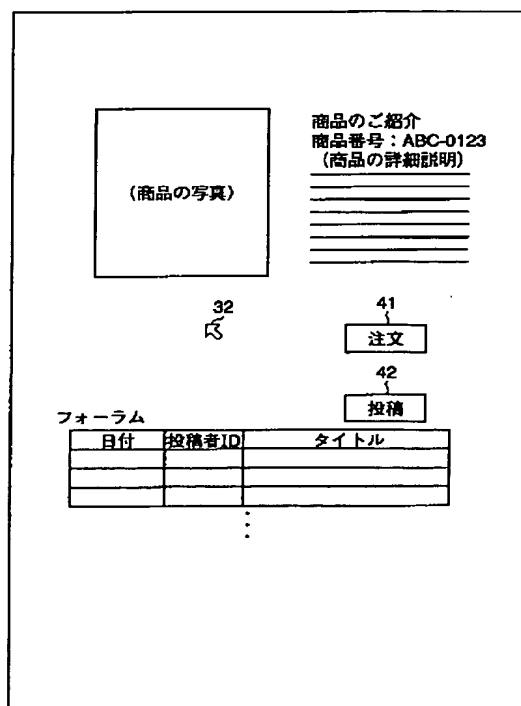 商品のご紹介
商品番号：ABC-0123
(商品の詳細説明)
(商品の写真)
32
41
注文
42
投稿
フォーラム
日付 投稿者ID タイトル